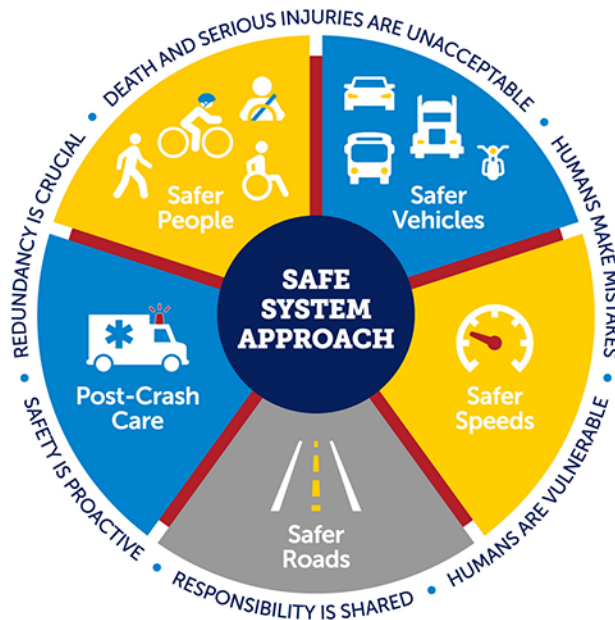 DEATH AND SERIOUS INJURIES ARE UNACCEPTABLE
HUMANS MAKE MISTAKES
HUMANS ARE VULNERABLE
RESPONSIBILITY IS SHARED
SAFETY IS PROACTIVE
REDUNDANCY IS CRUCIAL
Safer
People
Safer
Vehicles
SAFE
SYSTEM
APPROACH
Post-Crash
Care
Safer
Speeds
Safer
Roads